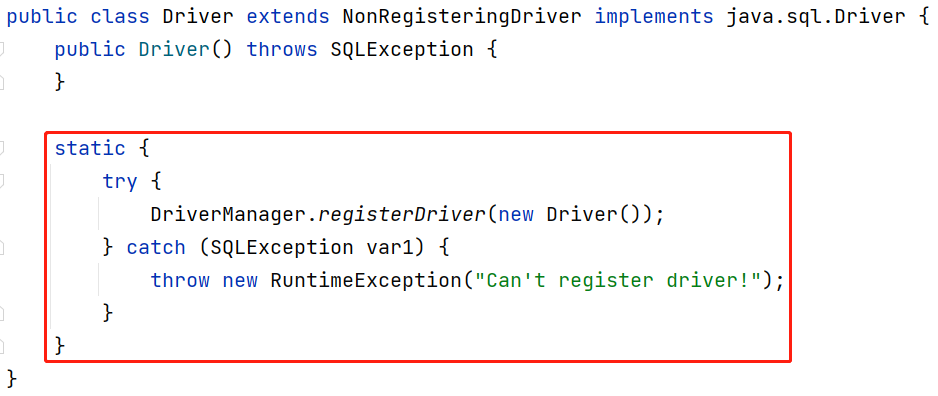 public class Driver extends NonRegisteringDriver implements java.sql.Driver {
    public Driver() throws SQLException {
    }

    static {
        try {
            DriverManager.registerDriver(new Driver());
        } catch (SQLException var1) {
            throw new RuntimeException("Can't register driver!");
        }
    }
}